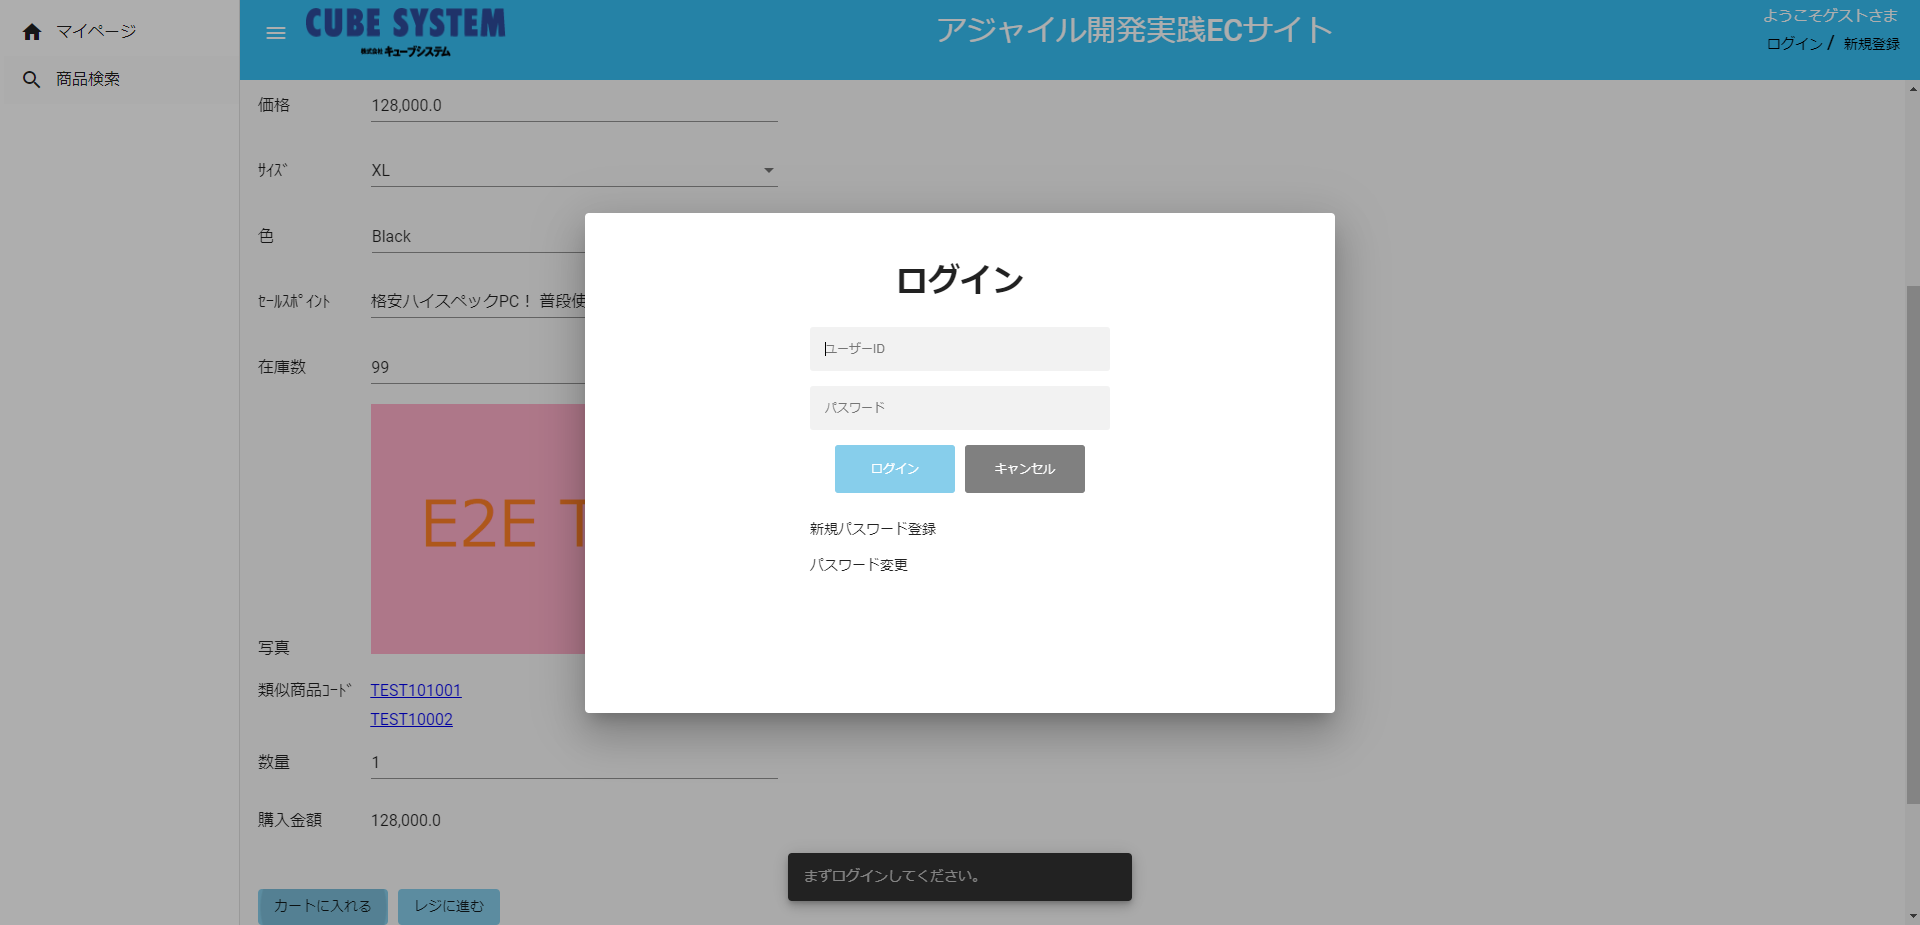 マイページ
商品検索
CUBE SYSTEM
株式会社 キューブシステム
アジャイル開発実践ECサイト
ようこそゲストさま
ログイン / 新規登録
価格 128,000.0
ｻｲｽﾞ XL
色 Black
ｾｰﾙｽﾎﾟｲﾝﾄ 格安ハイスペックPC！ 普段使
在庫数 99
E2E T
写真
類似商品ｺｰﾄﾞ TEST101001
TEST10002
数量 1
購入金額 128,000.0
カートに入れる レジに進む
ログイン
ユーザーID
パスワード
ログイン キャンセル
新規パスワード登録
パスワード変更
まずログインしてください。